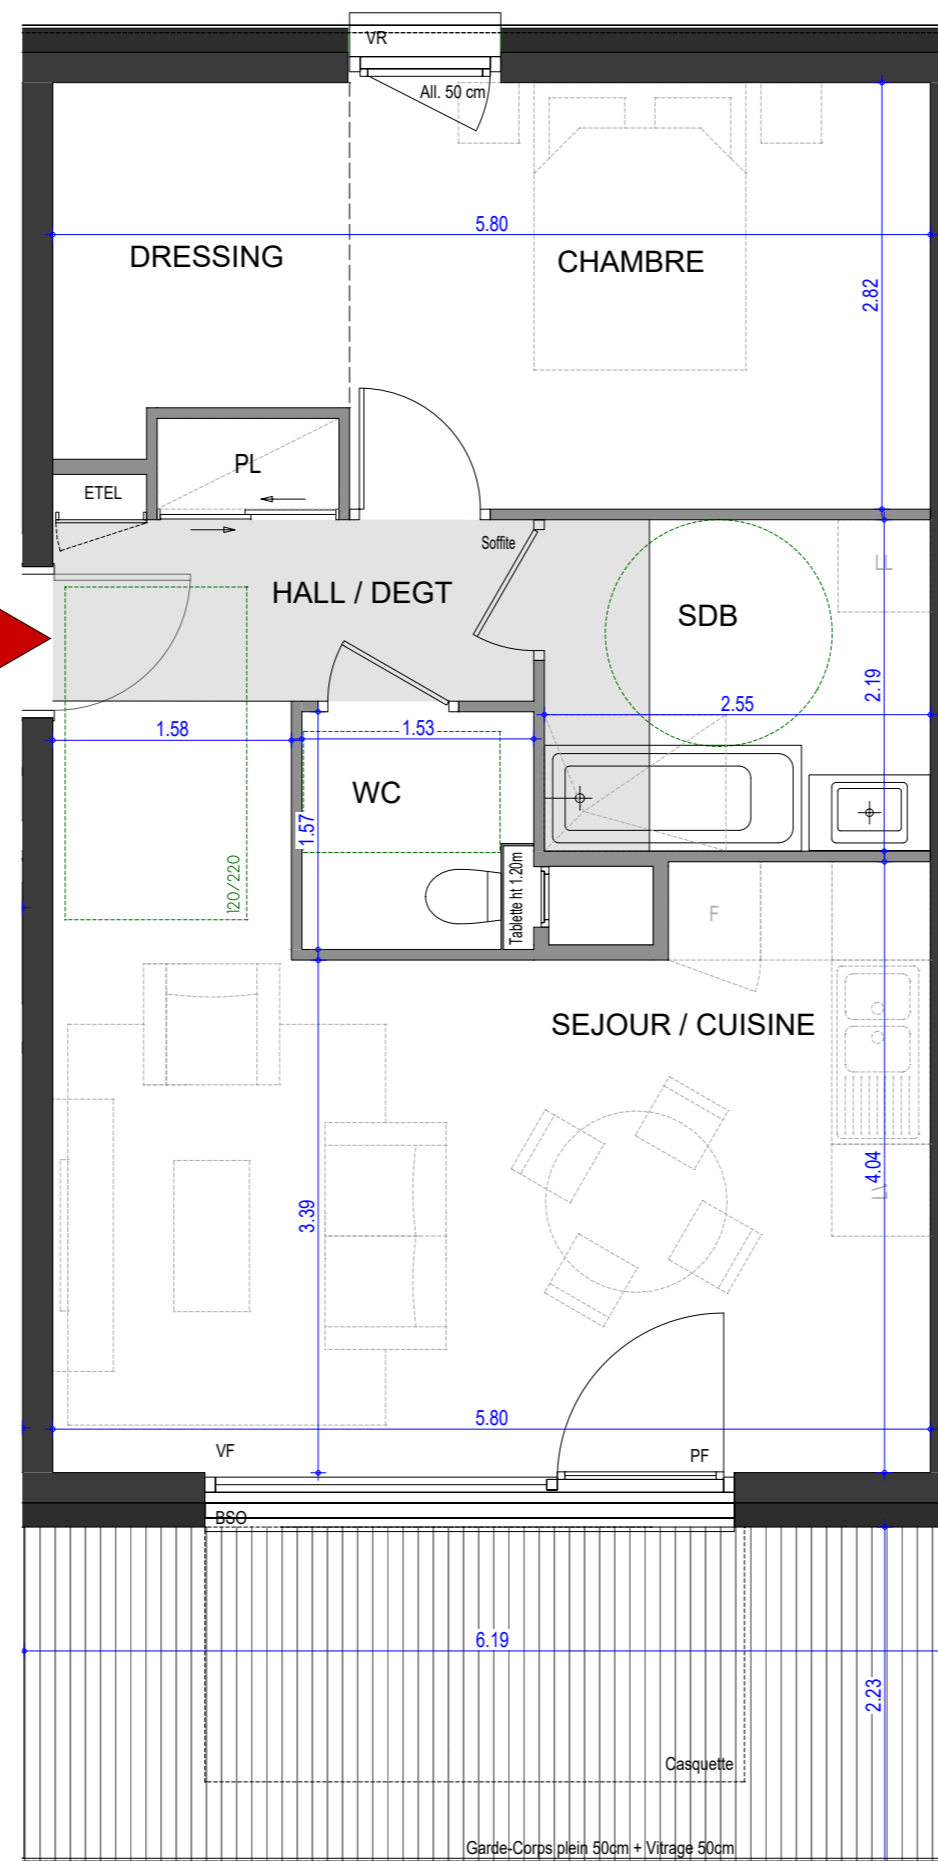 VR
All. 50 cm
5.80
DRESSING
CHAMBRE
2.82
PL
ETEL
Soffite
LL
HALL / DEGT
SDB
2.19
2.55
1.58
1.53
WC
1.57
120/220
Tablette ht 1.20m
F
SEJOUR / CUISINE
4.04
LV
3.39
5.80
VF
PF
BSO
6.19
2.23
Casquette
Garde-Corps plein 50cm + Vitrage 50cm